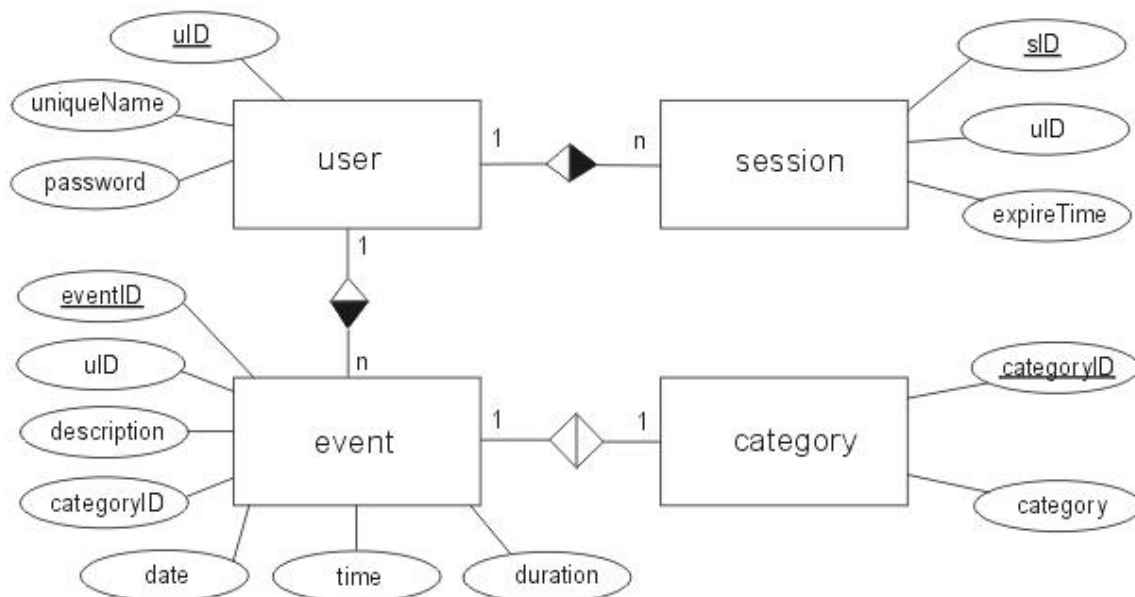 uID
uniqueName
password
user
1
n
session
sID
uID
expireTime
1
n
eventID
uID
description
categoryID
date
time
duration
event
1
1
category
categoryID
category